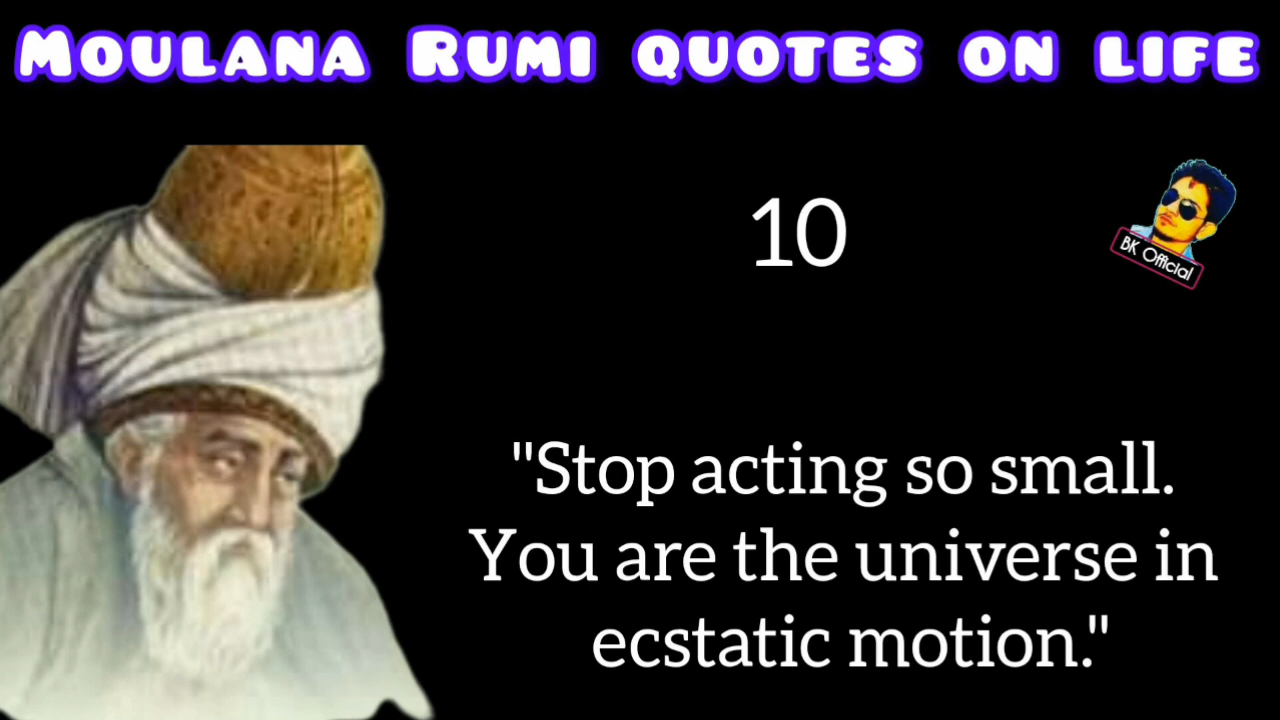 Moulana Rumi quotes on life
10
BK Official
"Stop acting so small.
You are the universe in
ecstatic motion."